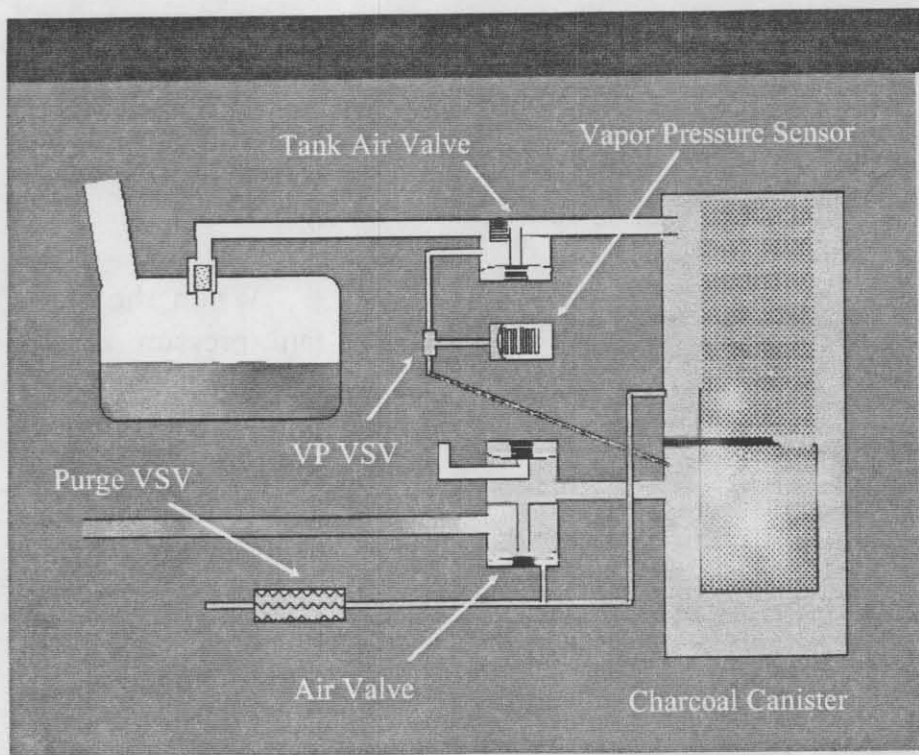 Tank Air Valve
Vapor Pressure Sensor
VP VSV
Purge VSV
Air Valve
Charcoal Canister